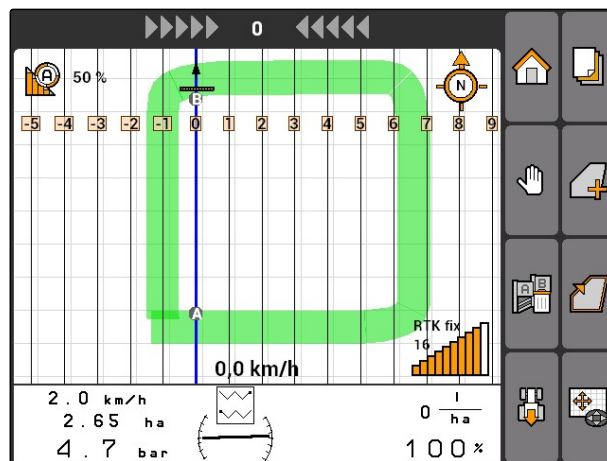 0
A
50 %
N
B
-5 -4 -3 -2 -1 0 1 2 3 4 5 6 7 8 9
A B
A
RTK fix
16
0,0 km/h
2.0 km/h
2.65 ha
4.7 bar
0 l
ha
100%